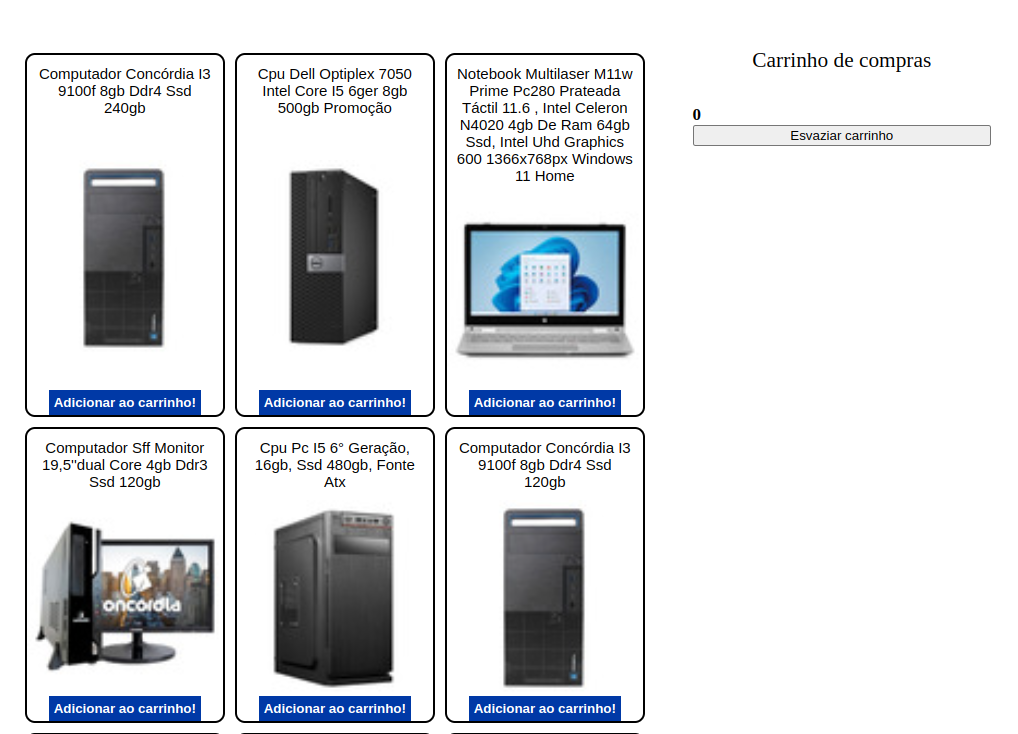 Computador Concórdia I3
9100f 8gb Ddr4 Ssd
240gb
Adicionar ao carrinho!
Cpu Dell Optiplex 7050
Intel Core I5 6ger 8gb
500gb Promoção
Adicionar ao carrinho!
Notebook Multilaser M11w
Prime Pc280 Prateada
Táctil 11.6 , Intel Celeron
N4020 4gb De Ram 64gb
Ssd, Intel Uhd Graphics
600 1366x768px Windows
11 Home
Adicionar ao carrinho!
Computador Sff Monitor
19,5"dual Core 4gb Ddr3
Ssd 120gb
oncordia
Adicionar ao carrinho!
Cpu Pc I5 6° Geração,
16gb, Ssd 480gb, Fonte
Atx
Adicionar ao carrinho!
Computador Concórdia I3
9100f 8gb Ddr4 Ssd
120gb
Adicionar ao carrinho!
Carrinho de compras
0
Esvaziar carrinho